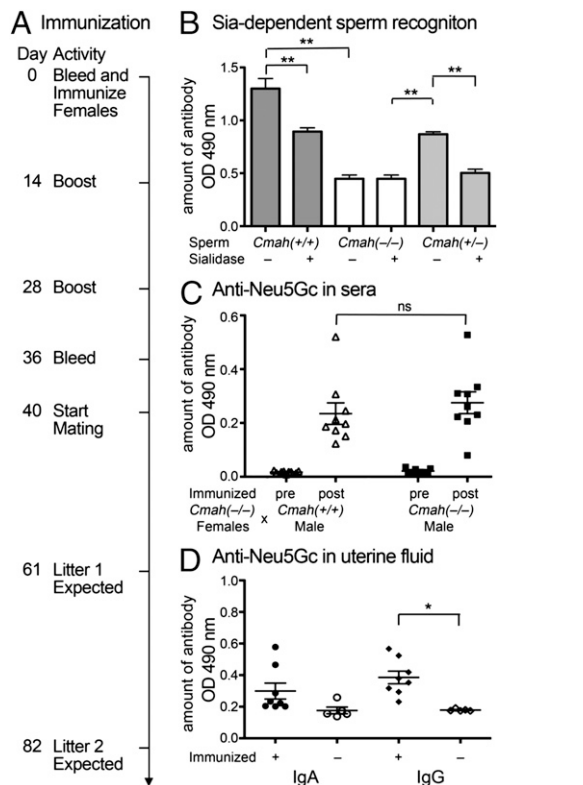 A Immunization
Day Activity
0 Bleed and
Immunize
Females
14 Boost
28 Boost
36 Bleed
40 Start
Mating
61 Litter 1
Expected
82 Litter 2
Expected
B Sia-dependent sperm recogniton
** ** ** **
amount of antibody
OD 490 nm
1.5
1.0
0.5
0.0
Sperm Cmah(+/+) Cmah(–/–) Cmah(+/–)
Sialidase – + – + – +
C Anti-Neu5Gc in sera
ns
amount of antibody
OD 490 nm
0.6
0.4
0.2
0.0
Immunized pre post pre post
Cmah(–/–) x Cmah(+/+) Cmah(–/–)
Females Male Male
D Anti-Neu5Gc in uterine fluid
*
amount of antibody
OD 490 nm
1.0
0.8
0.6
0.4
0.2
0.0
Immunized + – + –
IgA IgG